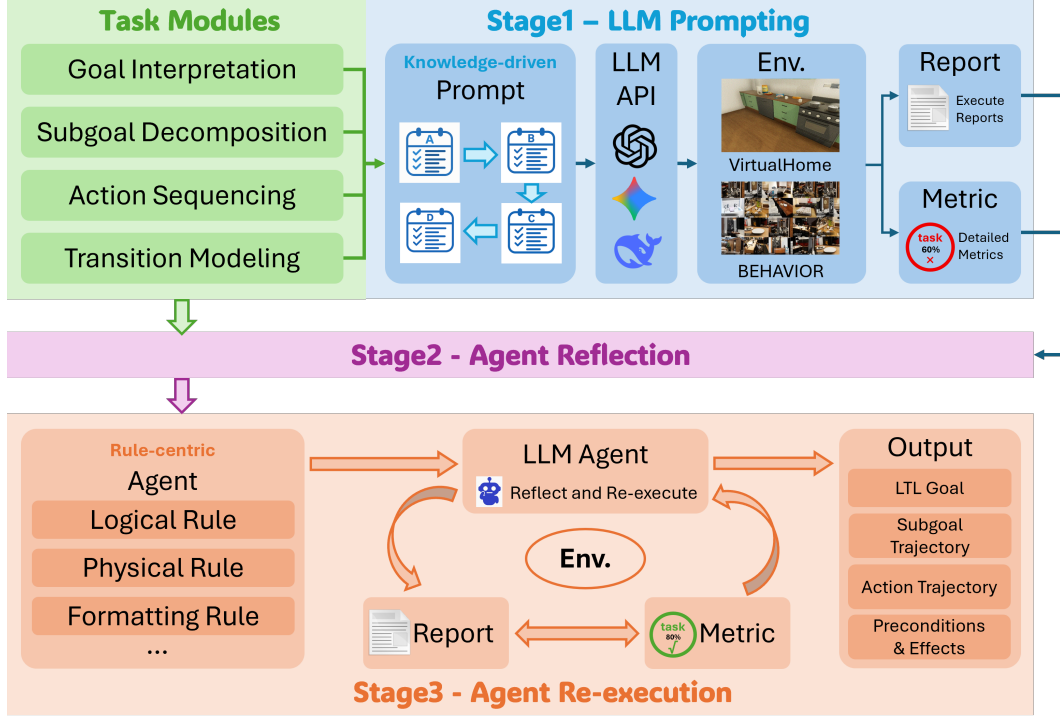 Task Modules
Goal Interpretation
Subgoal Decomposition
Action Sequencing
Transition Modeling
Stage1 – LLM Prompting
Knowledge-driven
Prompt
A
B
D
C
LLM
API
Env.
VirtualHome
BEHAVIOR
Report
Execute
Reports
Metric
task
60%
×
Detailed
Metrics
Stage2 - Agent Reflection
Rule-centric
Agent
Logical Rule
Physical Rule
Formatting Rule
...
LLM Agent
Reflect and Re-execute
Env.
Report
task
80%
√
Metric
Output
LTL Goal
Subgoal
Trajectory
Action Trajectory
Preconditions
& Effects
Stage3 - Agent Re-execution